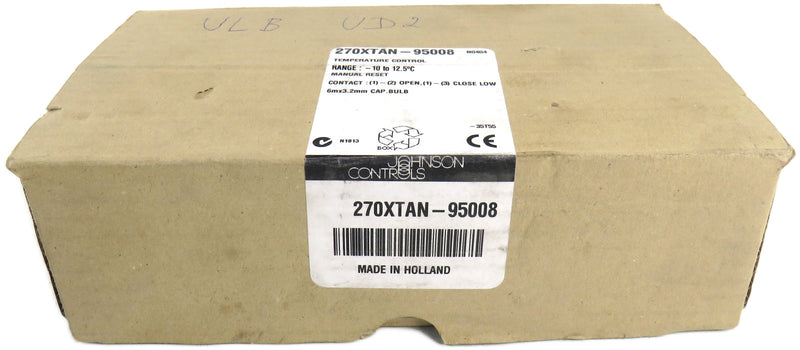 ULB UD2
270XTAN-95008
TEMPERATURE CONTROL
RANGE : -10 to 12.5°C
MANUAL RESET
CONTACT :(1)-(2) OPEN,(1)-(3) CLOSE LOW
6mx3.2mm CAP.BULB
-35T55
N1813
BOX
CE
JOHNSON
CONTROLS
270XTAN-95008
MADE IN HOLLAND